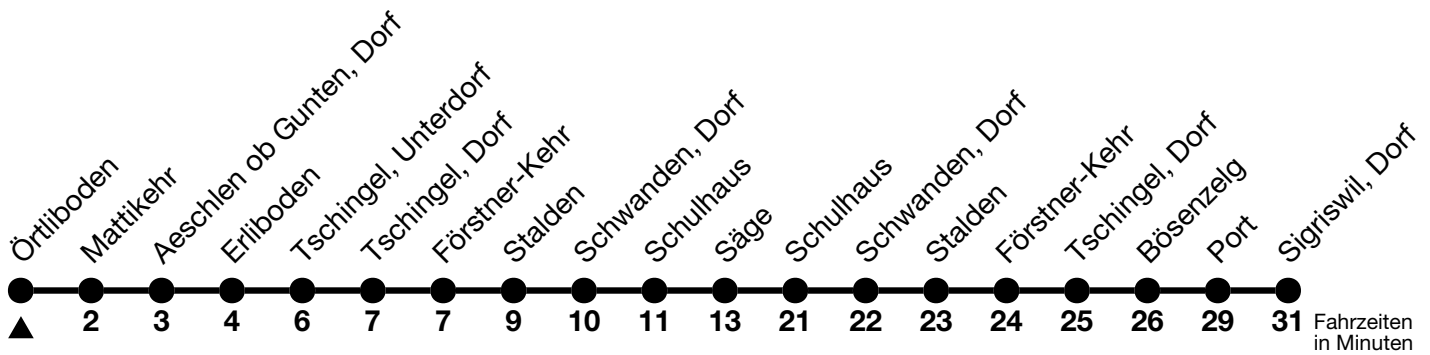 Örtliboden
Mattikehr
Aeschlen ob Gunten, Dorf
Erliboden
Tschingel, Unterdorf
Tschingel, Dorf
Förstner-Kehr
Stalden
Schwanden, Dorf
Schulhaus
Säge
Schulhaus
Schwanden, Dorf
Stalden
Förstner-Kehr
Tschingel, Dorf
Bösenzelg
Port
Sigriswil, Dorf
2 3 4 6 7 7 9 10 11 13 21 22 23 24 25 26 29 31 Fahrzeiten
in Minuten